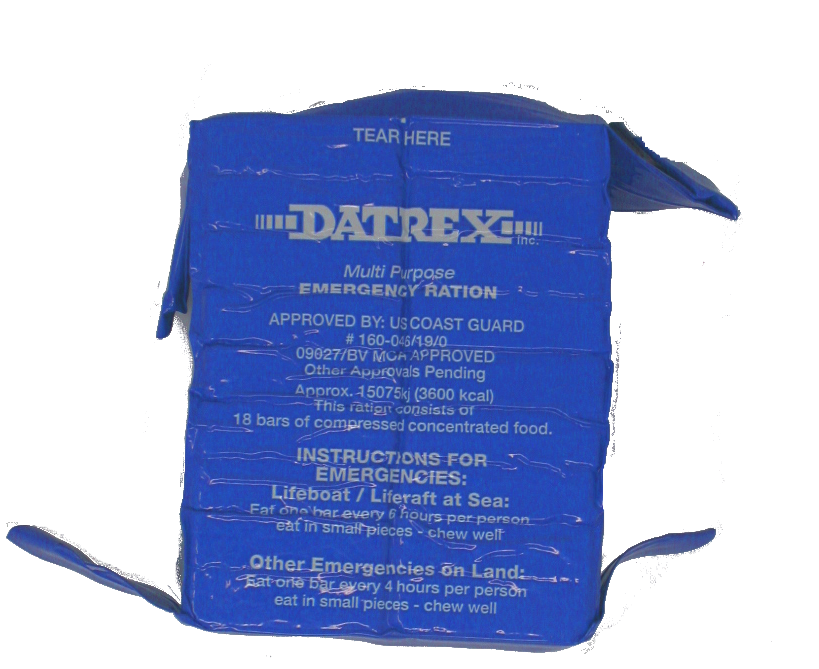 TEAR HERE
DATREX
inc.
Multi Purpose
EMERGENCY RATION
APPROVED BY: US COAST GUARD
# 160-046/19/0
09027/BV MCA APPROVED
Other Approvals Pending
Approx. 15075kj (3600 kcal)
This ration consists of
18 bars of compressed concentrated food.
INSTRUCTIONS FOR
EMERGENCIES:
Lifeboat / Liferaft at Sea:
Eat one bar every 6 hours per person
eat in small pieces - chew well
Other Emergencies on Land:
Eat one bar every 4 hours per person
eat in small pieces - chew well